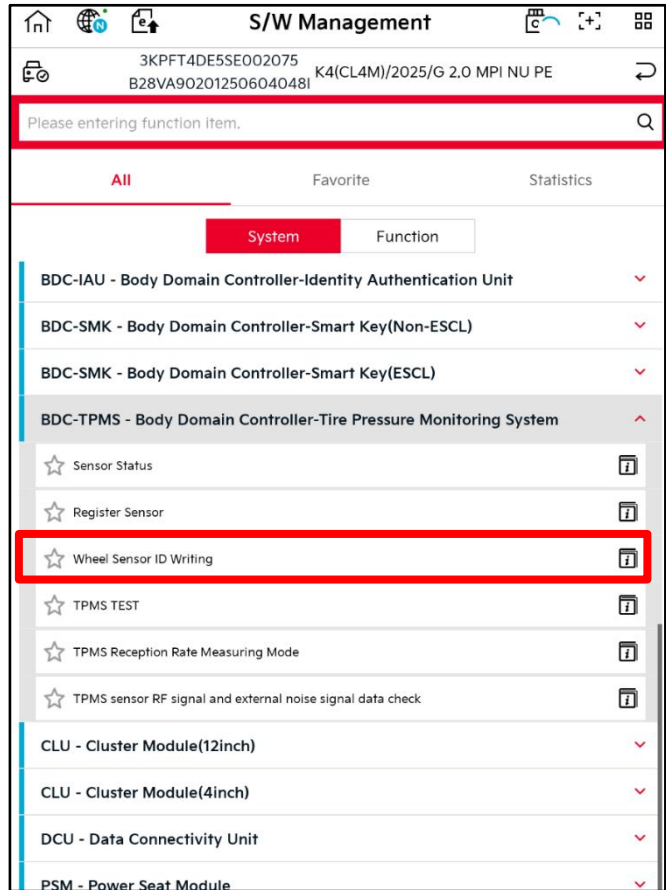 S/W Management
3KPFT4DE5SE002075
B28VA90201250604048I
K4(CL4M)/2025/G 2.0 MPI NU PE
Please entering function item.
All Favorite Statistics
System Function
BDC-IAU - Body Domain Controller-Identity Authentication Unit
BDC-SMK - Body Domain Controller-Smart Key(Non-ESCL)
BDC-SMK - Body Domain Controller-Smart Key(ESCL)
BDC-TPMS - Body Domain Controller-Tire Pressure Monitoring System
Sensor Status
Register Sensor
Wheel Sensor ID Writing
TPMS TEST
TPMS Reception Rate Measuring Mode
TPMS sensor RF signal and external noise signal data check
CLU - Cluster Module(12inch)
CLU - Cluster Module(4inch)
DCU - Data Connectivity Unit
PSM - Power Seat Module